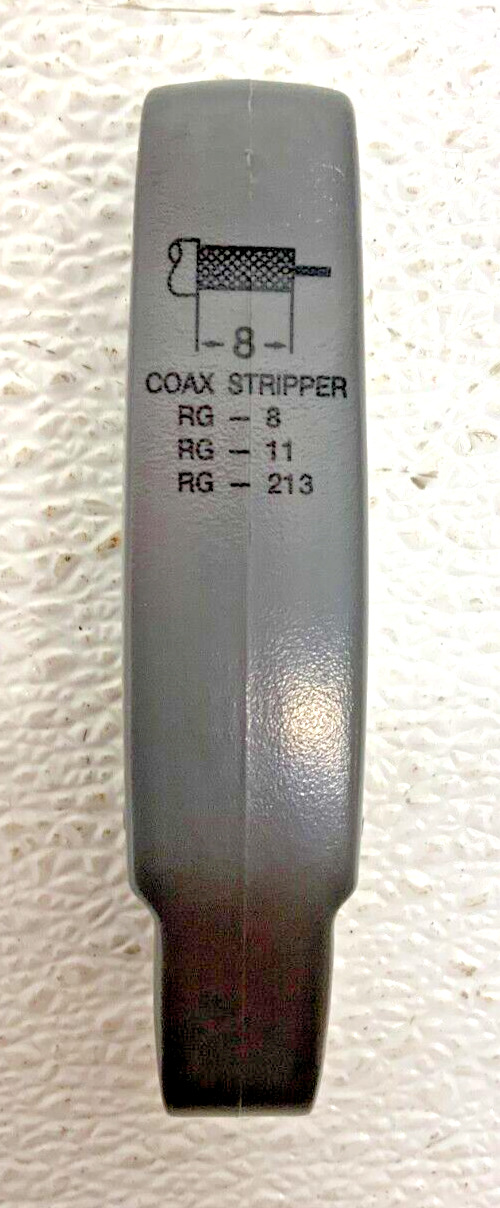 8
COAX STRIPPER
RG - 8
RG - 11
RG - 213